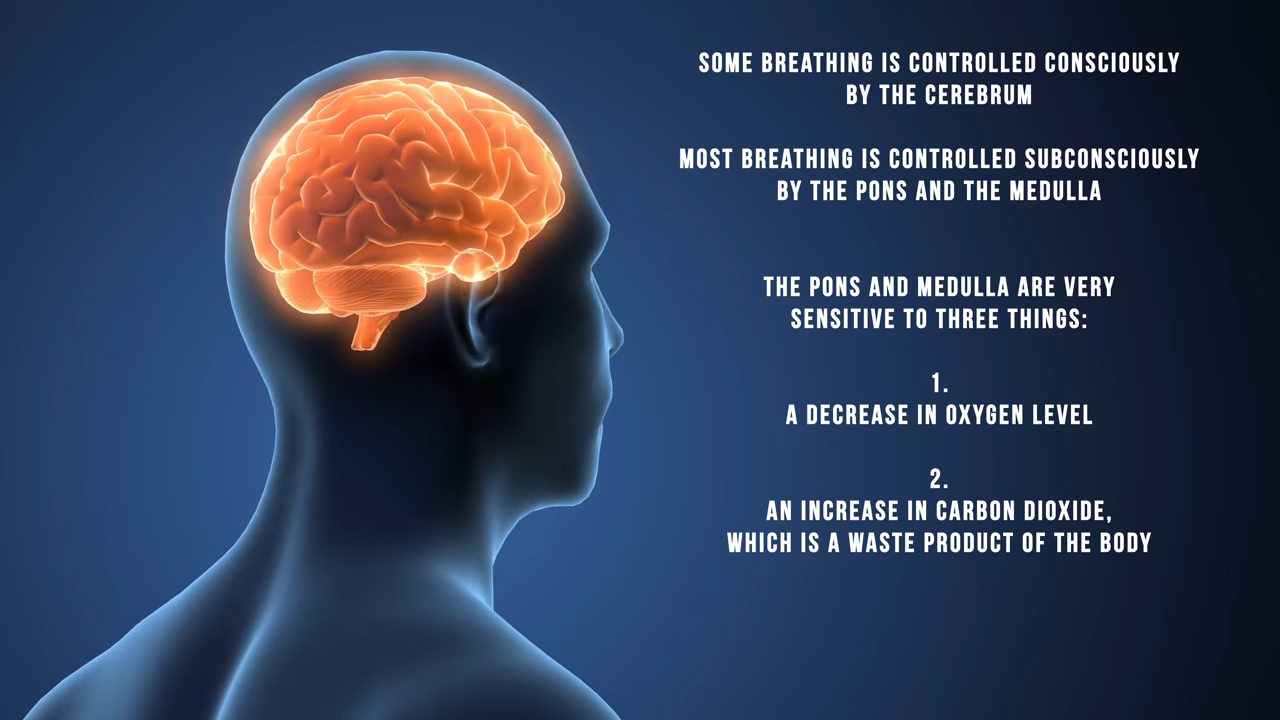 SOME BREATHING IS CONTROLLED CONSCIOUSLY
BY THE CEREBRUM
MOST BREATHING IS CONTROLLED SUBCONSCIOUSLY
BY THE PONS AND THE MEDULLA
THE PONS AND MEDULLA ARE VERY
SENSITIVE TO THREE THINGS:
1.
A DECREASE IN OXYGEN LEVEL
2.
AN INCREASE IN CARBON DIOXIDE,
WHICH IS A WASTE PRODUCT OF THE BODY